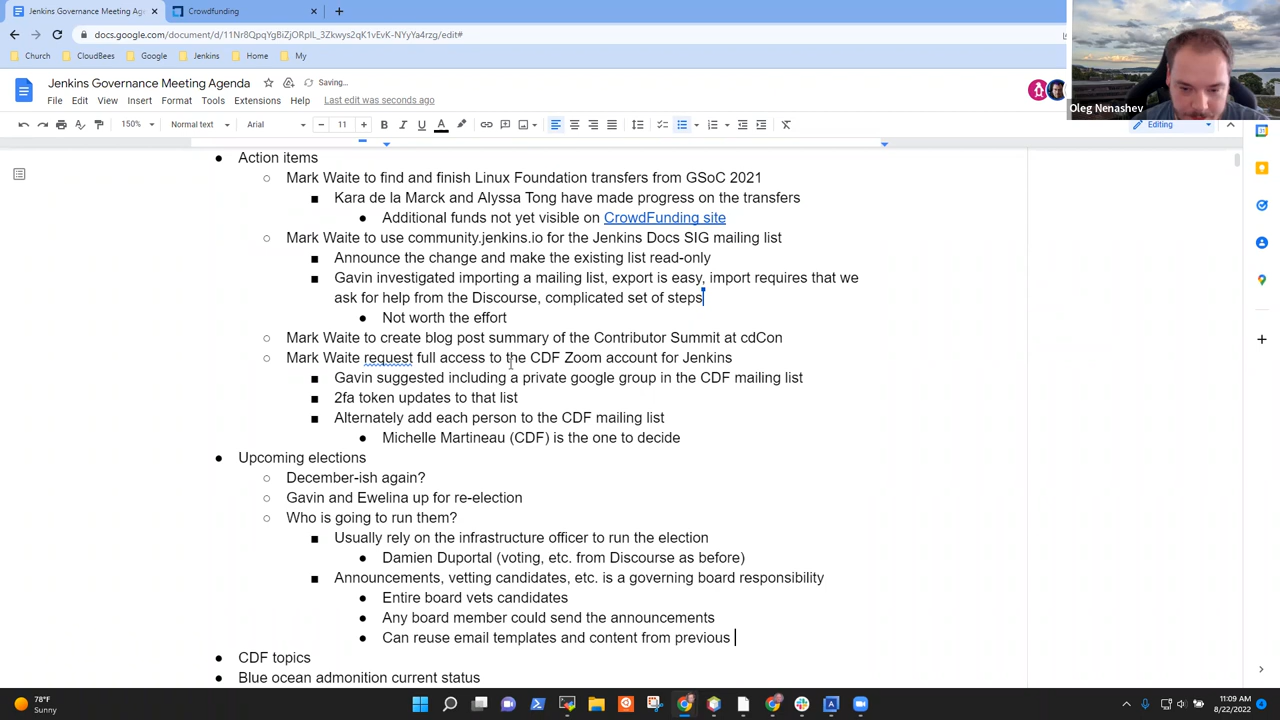 Jenkins Governance Meeting Age
Crowdfunding
docs.google.com/document/d/11Nr8QpqYgBiZjORplL_3Zkwys2qK1vEvK-NYyYa4rzg/edit#
Church CloudBees Google Jenkins Home My
Jenkins Governance Meeting Agenda Saving...
File Edit View Insert Format Tools Extensions Help Last edit was seconds ago
Oleg Nenashev
150% Normal text Arial 11 Editing
Action items
Mark Waite to find and finish Linux Foundation transfers from GSoC 2021
Kara de la Marck and Alyssa Tong have made progress on the transfers
Additional funds not yet visible on CrowdFunding site
Mark Waite to use community.jenkins.io for the Jenkins Docs SIG mailing list
Announce the change and make the existing list read-only
Gavin investigated importing a mailing list, export is easy, import requires that we
ask for help from the Discourse, complicated set of steps
Not worth the effort
Mark Waite to create blog post summary of the Contributor Summit at cdCon
Mark Waite request full access to the CDF Zoom account for Jenkins
Gavin suggested including a private google group in the CDF mailing list
2fa token updates to that list
Alternately add each person to the CDF mailing list
Michelle Martineau (CDF) is the one to decide
Upcoming elections
December-ish again?
Gavin and Ewelina up for re-election
Who is going to run them?
Usually rely on the infrastructure officer to run the election
Damien Duportal (voting, etc. from Discourse as before)
Announcements, vetting candidates, etc. is a governing board responsibility
Entire board vets candidates
Any board member could send the announcements
Can reuse email templates and content from previous
CDF topics
Blue ocean admonition current status
78°F
Sunny
11:09 AM
8/22/2022